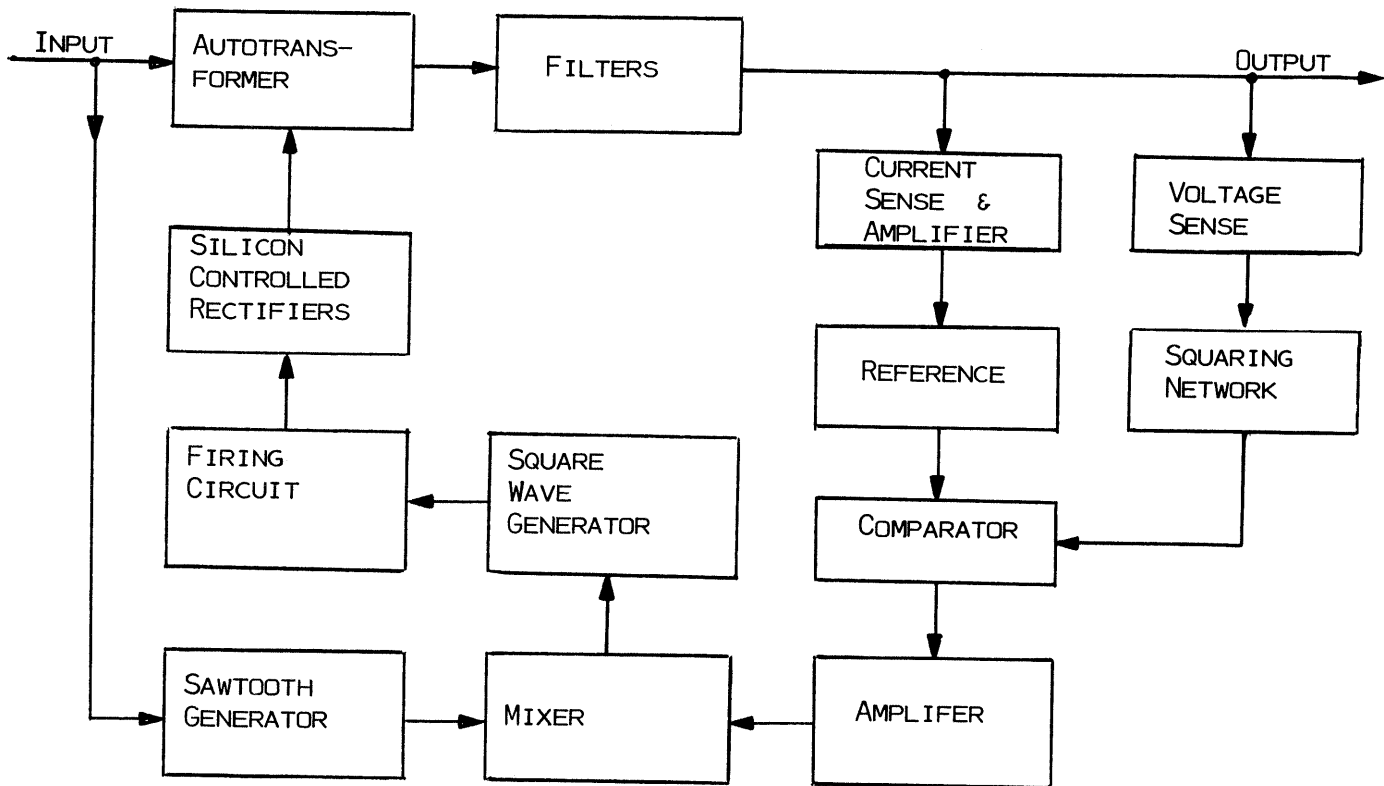 INPUT
AUTOTRANS-
FORMER
FILTERS
OUTPUT
CURRENT
SENSE &
AMPLIFIER
VOLTAGE
SENSE
SILICON
CONTROLLED
RECTIFIERS
REFERENCE
SQUARING
NETWORK
FIRING
CIRCUIT
SQUARE
WAVE
GENERATOR
COMPARATOR
SAWTOOTH
GENERATOR
MIXER
AMPLIFER